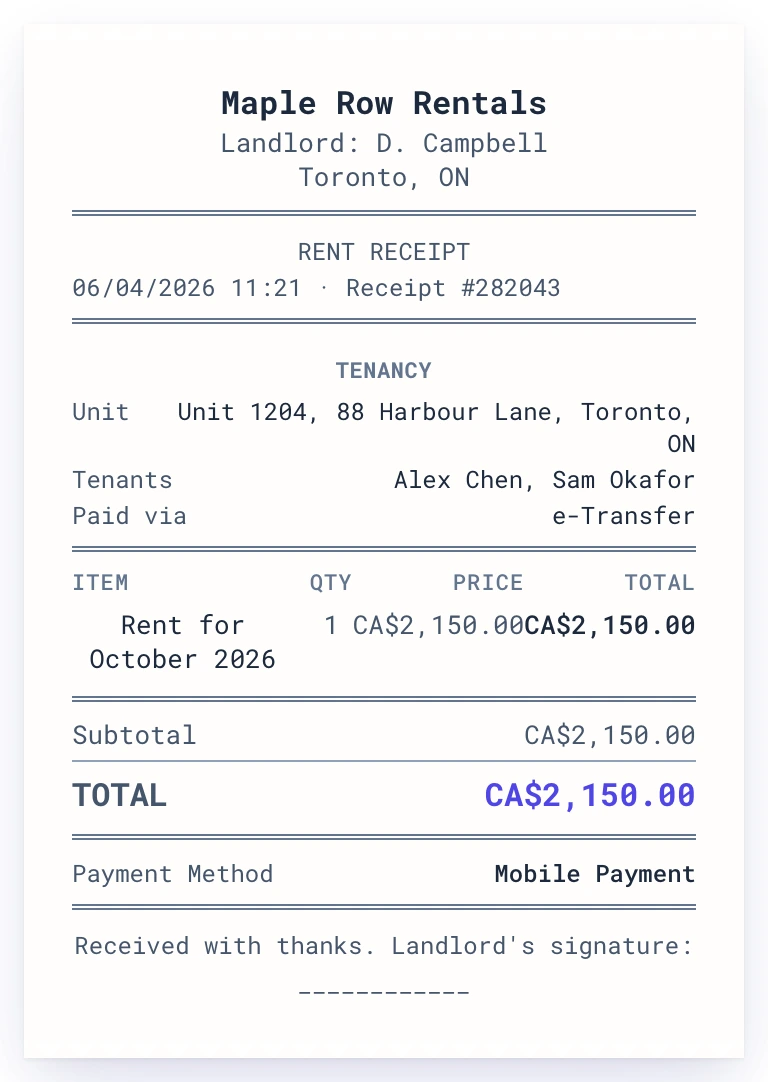 Maple Row Rentals
Landlord: D. Campbell
Toronto, ON
RENT RECEIPT
06/04/2026 11:21 · Receipt #282043
TENANCY
Unit Unit 1204, 88 Harbour Lane, Toronto,
ON
Tenants Alex Chen, Sam Okafor
Paid via e-Transfer
ITEM QTY PRICE TOTAL
Rent for 1 CA$2,150.00 CA$2,150.00
October 2026
Subtotal CA$2,150.00
TOTAL CA$2,150.00
Payment Method Mobile Payment
Received with thanks. Landlord's signature:
____________